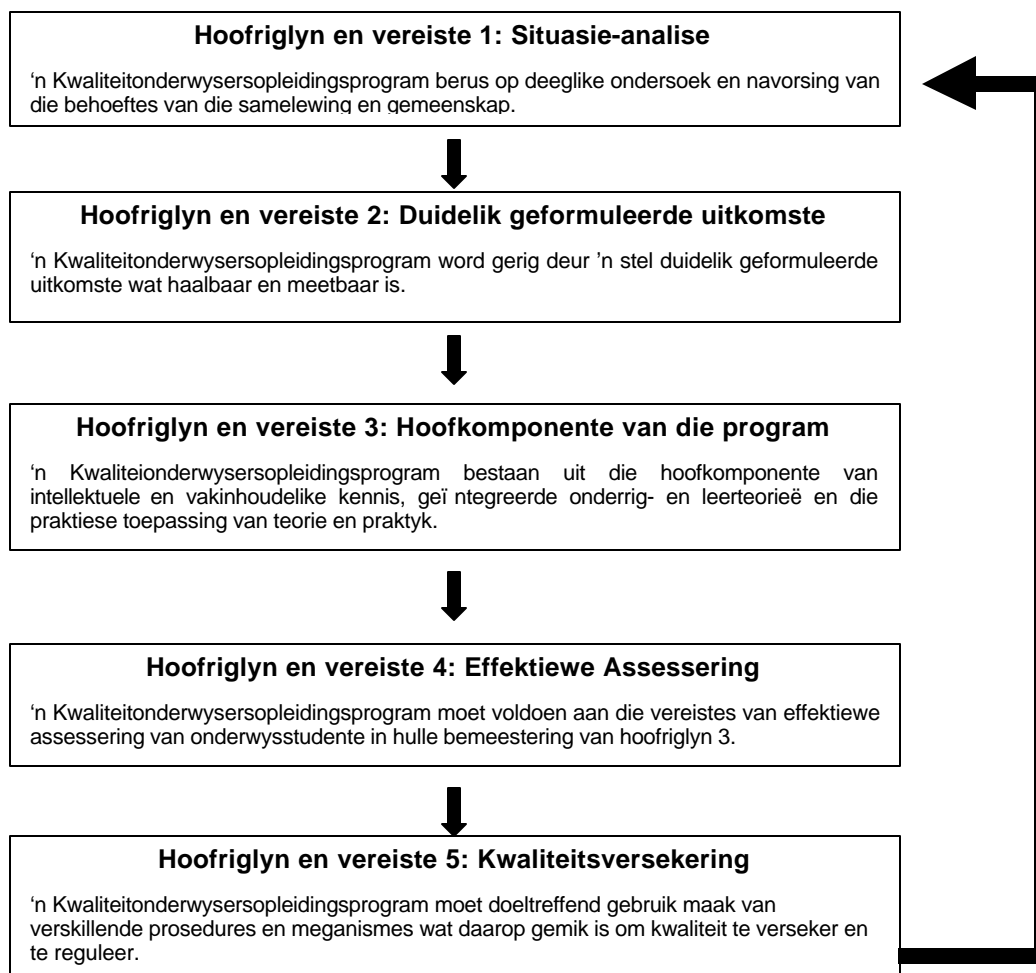 Hoofriglyn en vereiste 1: Situasie-analise
‘n Kwaliteitonderwysersopleidingsprogram berus op deeglike ondersoek en navorsing van
die behoeftes van die samelewing en gemeenskap.
Hoofriglyn en vereiste 2: Duidelik geformuleerde uitkomste
‘n Kwaliteitonderwysersopleidingsprogram word gerig deur ’n stel duidelik geformuleerde
uitkomste wat haalbaar en meetbaar is.
Hoofriglyn en vereiste 3: Hoofkomponente van die program
‘n Kwaliteionderwysersopleidingsprogram bestaan uit die hoofkomponente van
intellektuele en vakinhoudelike kennis, geï ntegreerde onderrig- en leerteorieë en die
praktiese toepassing van teorie en praktyk.
Hoofriglyn en vereiste 4: Effektiewe Assessering
‘n Kwaliteitonderwysersopleidingsprogram moet voldoen aan die vereistes van effektiewe
assessering van onderwysstudente in hulle bemeestering van hoofriglyn 3.
Hoofriglyn en vereiste 5: Kwaliteitsversekering
‘n Kwaliteitonderwysersopleidingsprogram moet doeltreffend gebruik maak van
verskillende prosedures en meganismes wat daarop gemik is om kwaliteit te verseker en
te reguleer.